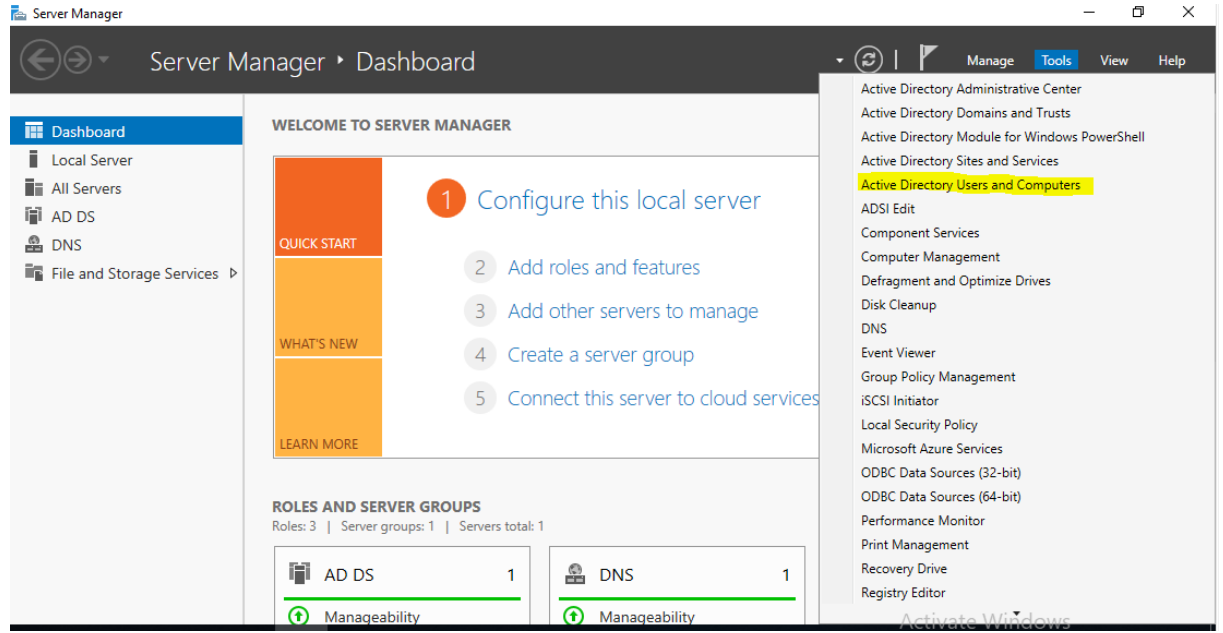 Server Manager
Server Manager ‣ Dashboard
Manage Tools View Help
Dashboard
Local Server
All Servers
AD DS
DNS
File and Storage Services
WELCOME TO SERVER MANAGER
QUICK START
WHAT'S NEW
LEARN MORE
1 Configure this local server
2 Add roles and features
3 Add other servers to manage
4 Create a server group
5 Connect this server to cloud services
ROLES AND SERVER GROUPS
Roles: 3 | Server groups: 1 | Servers total: 1
AD DS 1
Manageability
DNS 1
Manageability
Active Directory Administrative Center
Active Directory Domains and Trusts
Active Directory Module for Windows PowerShell
Active Directory Sites and Services
Active Directory Users and Computers
ADSI Edit
Component Services
Computer Management
Defragment and Optimize Drives
Disk Cleanup
DNS
Event Viewer
Group Policy Management
iSCSI Initiator
Local Security Policy
Microsoft Azure Services
ODBC Data Sources (32-bit)
ODBC Data Sources (64-bit)
Performance Monitor
Print Management
Recovery Drive
Registry Editor
Activate Windows